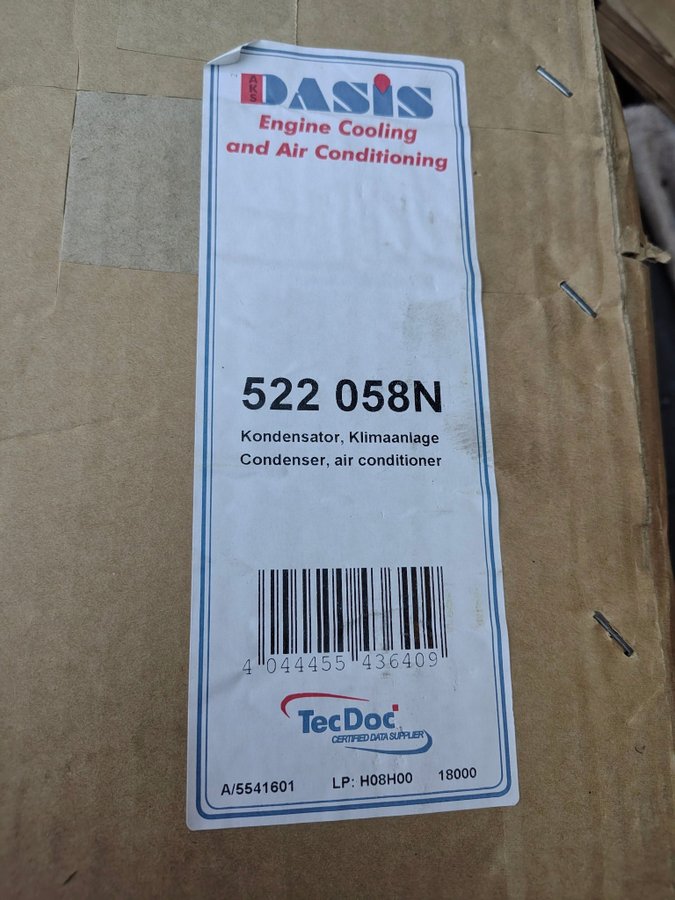 AKS DASIS
Engine Cooling
and Air Conditioning
522 058N
Kondensator, Klimaanlage
Condenser, air conditioner
4 044455 436409
TecDoc
CERTIFIED DATA SUPPLIER
A/5541601 LP: H08H00 18000